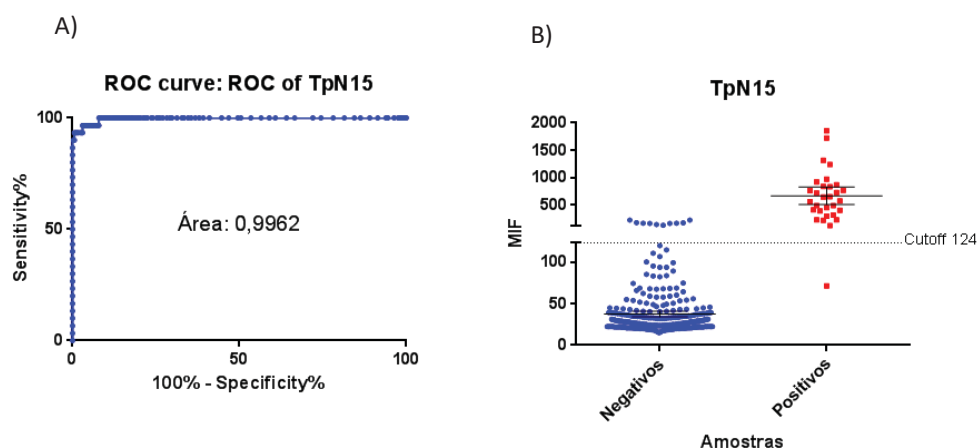 A)
ROC curve: ROC of TpN15
Sensitivity%
100
50
0
Área: 0,9962
0
50
100
100% - Specificity%
B)
TpN15
MIF
2000
1500
1000
500
100
50
0
Cutoff 124
Negativos
Positivos
Amostras